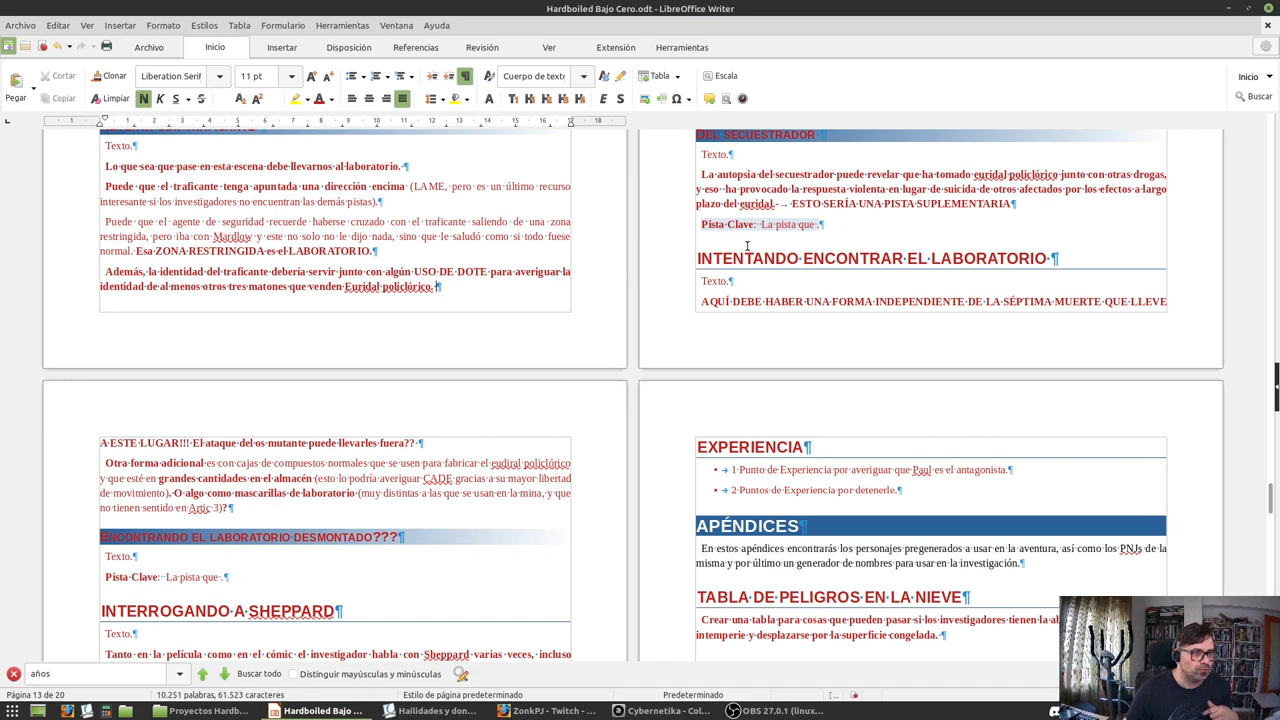 Hardboiled Bajo Cero.odt - LibreOffice Writer
Archivo Editar Ver Insertar Formato Estilos Tabla Formulario Herramientas Ventana Ayuda
Archivo Inicio Insertar Disposición Referencias Revisión Ver Extensión Herramientas
Pegar Cortar Clonar Liberation Serif 11 pt Cuerpo de texto Tabla Escala Inicio
Copiar Limpiar N K S S Buscar
Texto.¶
Lo que sea que pase en esta escena debe llevarnos al laboratorio. ¶
Puede que el traficante tenga apuntada una dirección encima (LAME, pero es un último recurso
interesante si los investigadores no encuentran las demás pistas).¶
Puede que el agente de seguridad recuerde haberse cruzado con el traficante saliendo de una zona
restringida, pero iba con Mardlow y este no solo no le dijo nada, sino que le saludó como si todo fuese
normal. Esa ZONA RESTRINGIDA es el LABORATORIO.¶
Además, la identidad del traficante debería servir junto con algún USO DE DOTE para averiguar la
identidad de al menos otros tres matones que venden Euridal policlórico. ¶
DEL SECUESTRADOR ¶
Texto.¶
La autopsia del secuestrador puede revelar que ha tomado euridal policlórico junto con otras drogas,
y eso  ha provocado la respuesta violenta en lugar de suicida de otros afectados por los efectos a largo
plazo del euridal.-→ ESTO SERÍA UNA PISTA SUPLEMENTARIA¶
Pista Clave:  La pista que .¶
INTENTANDO ENCONTRAR EL LABORATORIO ¶
Texto.¶
AQUÍ DEBE HABER UNA FORMA INDEPENDIENTE DE LA SÉPTIMA MUERTE QUE LLEVE
A ESTE LUGAR!!! El ataque del os mutante puede llevarles fuera?? ¶
Otra forma adicional es con cajas de compuestos normales que se usen para fabricar el eudiral policlórico
y que esté en grandes cantidades en el almacén (esto lo podría averiguar CADE gracias a su mayor libertad
de movimiento). O algo como mascarillas de laboratorio (muy distintas a las que se usan en la mina, y que
no tienen sentido en Artic 3)?¶
ENCONTRANDO EL LABORATORIO DESMONTADO???¶
Texto.¶
Pista Clave:  La pista que .¶
INTERROGANDO A SHEPPARD¶
Texto.¶
Tanto en la película como en el cómic el investigador habla con Sheppard varias veces, incluso
EXPERIENCIA¶
• → 1 Punto de Experiencia por averiguar que Paul es el antagonista.¶
• → 2 Puntos de Experiencia por detenerle.¶
APÉNDICES¶
En estos apéndices encontrarás los personajes pregenerados a usar en la aventura, así como los PNJs de la
misma y por último un generador de nombres para usar en la investigación.¶
TABLA DE PELIGROS EN LA NIEVE¶
Crear una tabla para cosas que pueden pasar si los investigadores tienen la
intemperie y desplazarse por la superficie congelada. ¶
años Buscar todo Distinguir mayúsculas y minúsculas
Página 13 de 20 10.251 palabras, 61.523 caracteres Estilo de página predeterminado Predeterminado
Proyectos Hardb... Hardboiled Bajo ... Hailidades y don... ZonkPJ - Twitch - ... Cybernetika - Col... OBS 27.0.1 (linux...